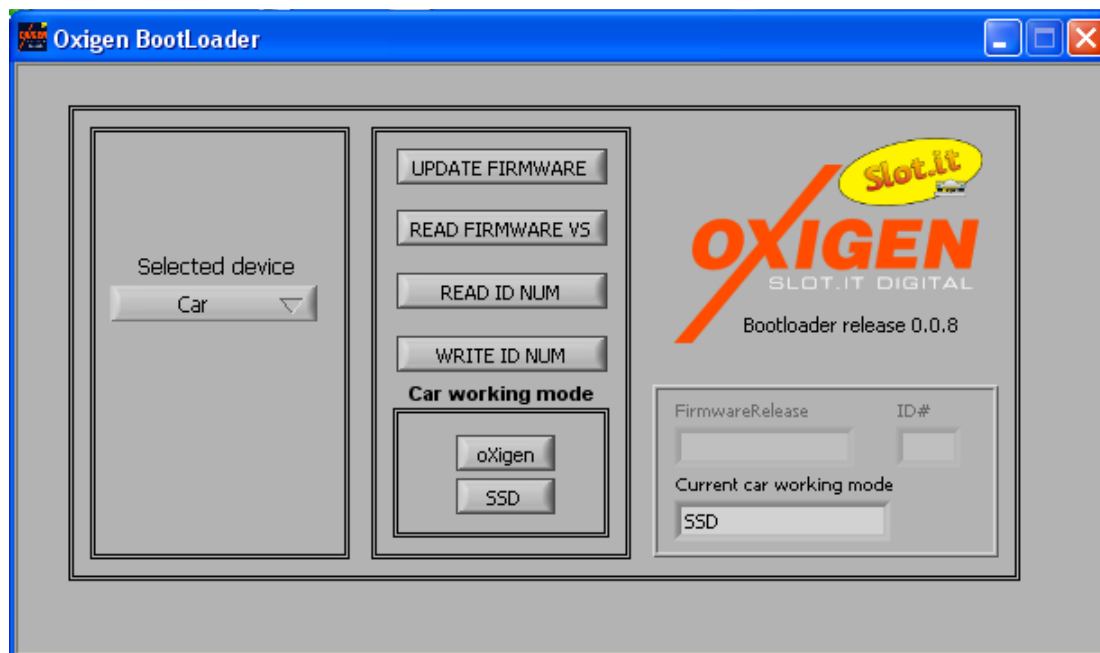 Oxigen BootLoader
Selected device
Car
UPDATE FIRMWARE
READ FIRMWARE VS
READ ID NUM
WRITE ID NUM
Car working mode
oXigen
SSD
Slot.it
OXIGEN
SLOT.IT DIGITAL
Bootloader release 0.0.8
FirmwareRelease
ID#
Current car working mode
SSD